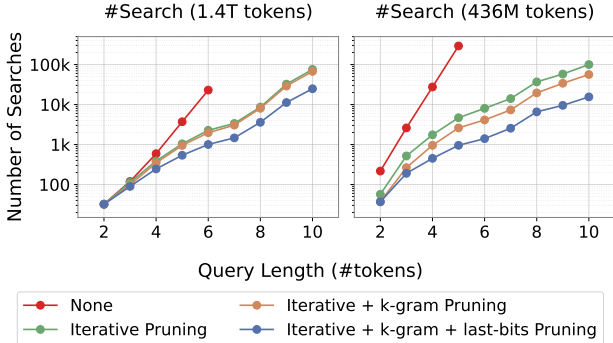 #Search (1.4T tokens)
#Search (436M tokens)
Number of Searches
100k
10k
1k
100
2 4 6 8 10
2 4 6 8 10
Query Length (#tokens)
None
Iterative Pruning
Iterative + k-gram Pruning
Iterative + k-gram + last-bits Pruning